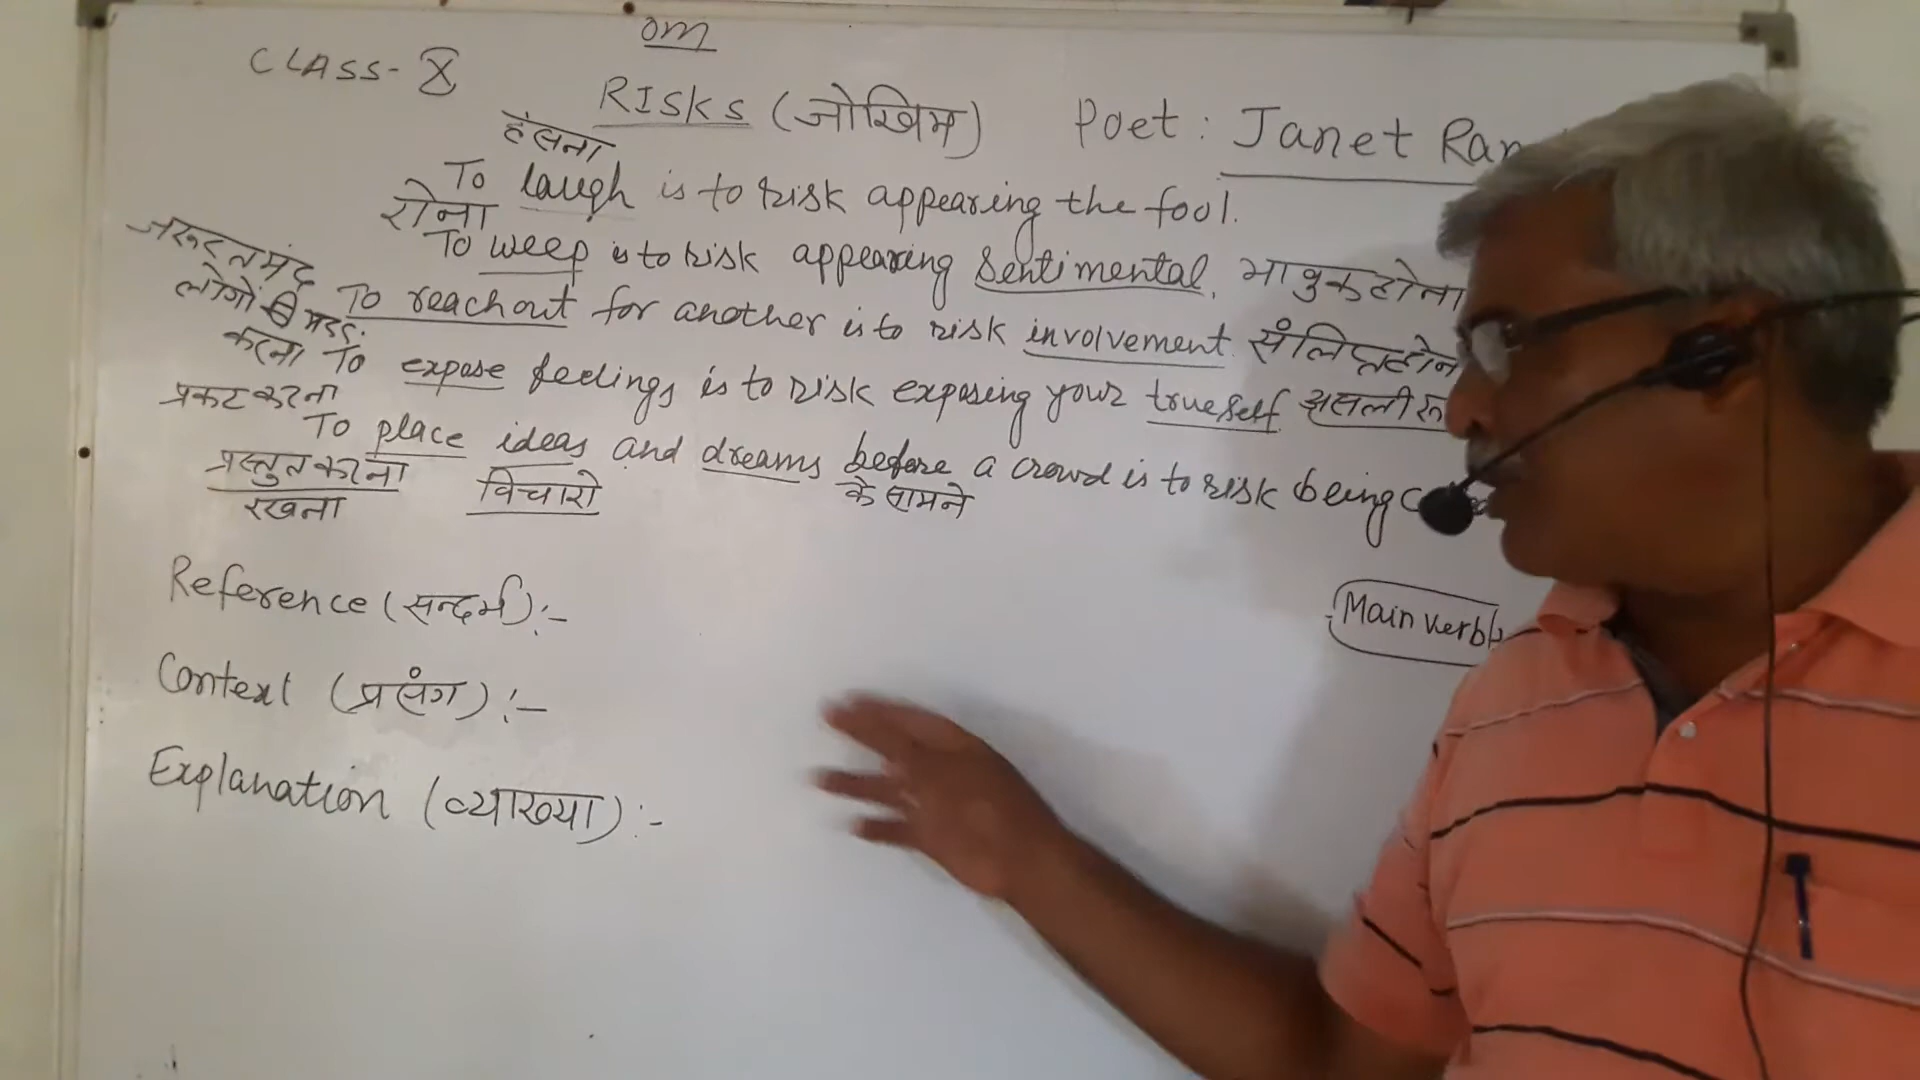 om
CLASS- 8
RISKS (जोखिम) Poet : Janet Ran
हंसना
To laugh is to risk appearing the fool.
रोना
To weep is to risk appearing sentimental. भावुक होना
जरूरतमंद
लोगों की मदद
करना
To reach out for another is to risk involvement. संलिप्त होन
To expose feelings is to risk exposing your true self. असली रू
प्रकट करना
To place ideas and dreams before a crowd is to risk being
प्रस्तुत करना विचारो के सामने
रखना
Reference (सन्दर्भ) :-
Main verb
Context (प्रसंग) :-
Explanation (व्याख्या) :-